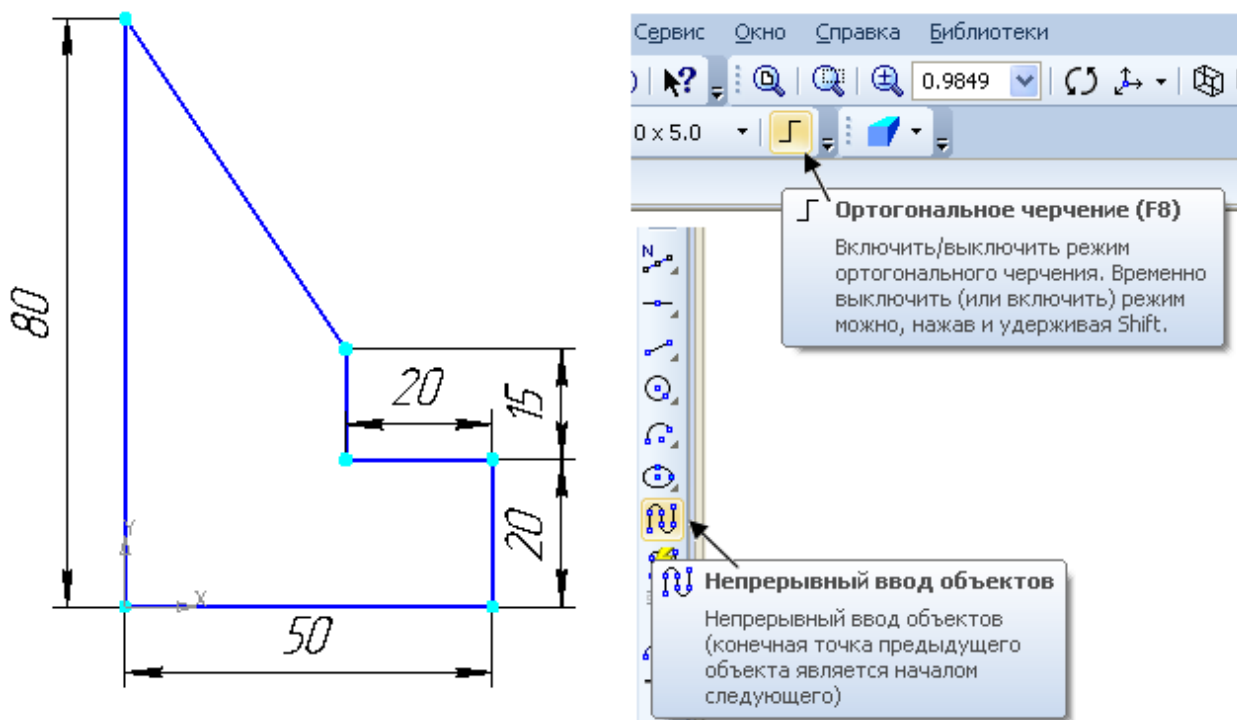 80
20
15
20
50
Y
X
Сервис Окно Справка Библиотеки
0.9849
0 x 5.0
Ортогональное черчение (F8)
Включить/выключить режим
ортогонального черчения. Временно
выключить (или включить) режим
можно, нажав и удерживая Shift.
N
Непрерывный ввод объектов
Непрерывный ввод объектов
(конечная точка предыдущего
объекта является началом
следующего)